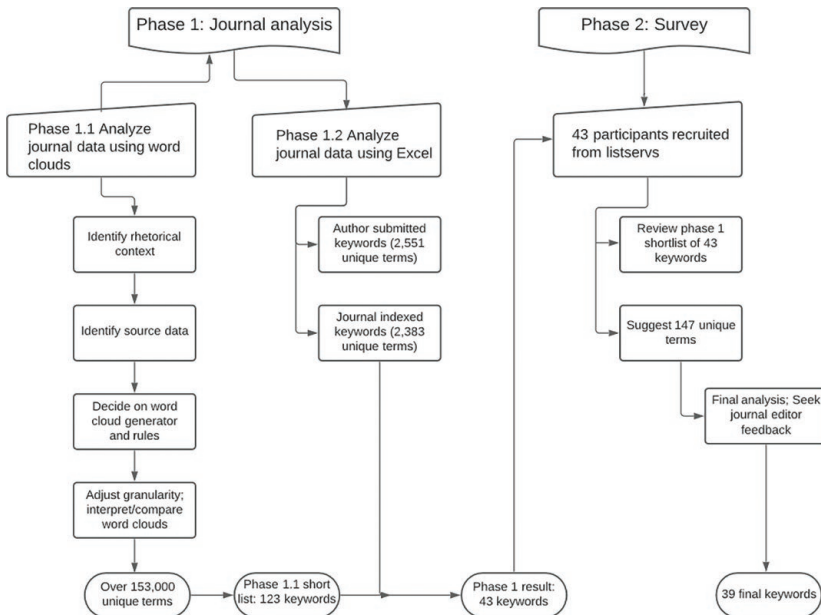 Phase 1: Journal analysis
Phase 2: Survey
Phase 1.1 Analyze
journal data using word
clouds
Phase 1.2 Analyze
journal data using Excel
43 participants recruited
from listservs
Identify rhetorical
context
Author submitted
keywords (2,551
unique terms)
Review phase 1
shortlist of 43
keywords
Identify source data
Journal indexed
keywords (2,383
unique terms)
Suggest 147 unique
terms
Decide on word
cloud generator
and rules
Final analysis; Seek
journal editor
feedback
Adjust granularity;
interpret/compare
word clouds
Over 153,000
unique terms
Phase 1.1 short
list: 123 keywords
Phase 1 result:
43 keywords
39 final keywords